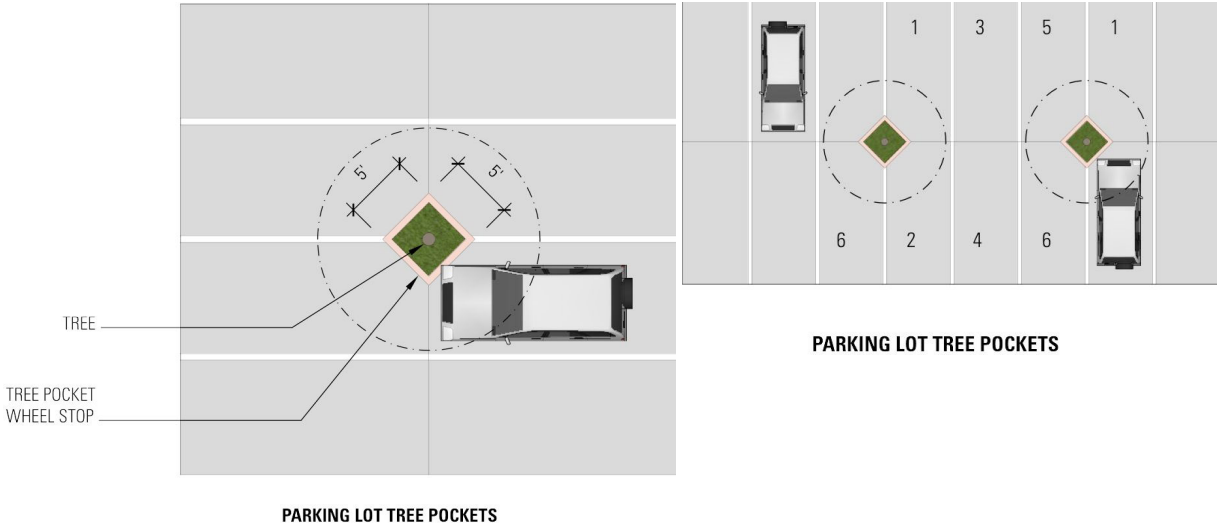 5' 5'
TREE
TREE POCKET
WHEEL STOP
PARKING LOT TREE POCKETS
1 3 5 1
6 2 4 6
PARKING LOT TREE POCKETS